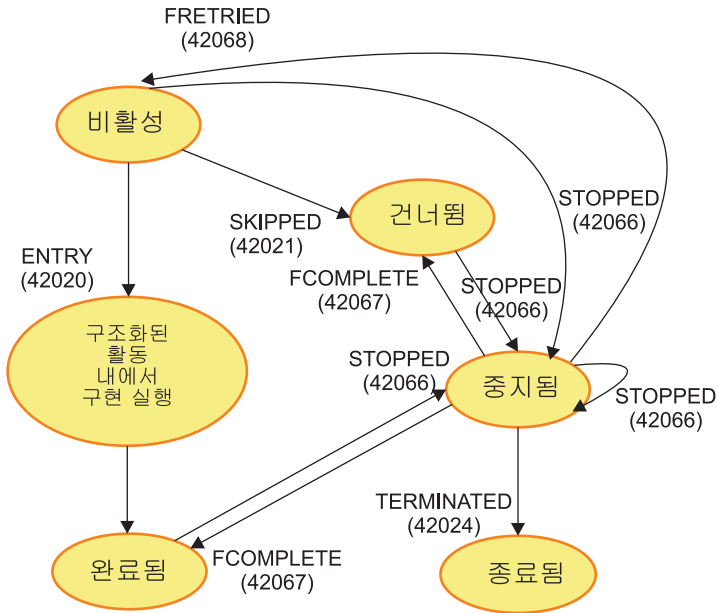 FRETRIED
(42068)
비활성
STOPPED
(42066)
건너뜀
SKIPPED
(42021)
ENTRY
(42020)
FCOMPLETE
(42067)
STOPPED
(42066)
구조화된
활동
내에서
구현 실행
STOPPED
(42066)
중지됨
STOPPED
(42066)
TERMINATED
(42024)
완료됨
FCOMPLETE
(42067)
종료됨